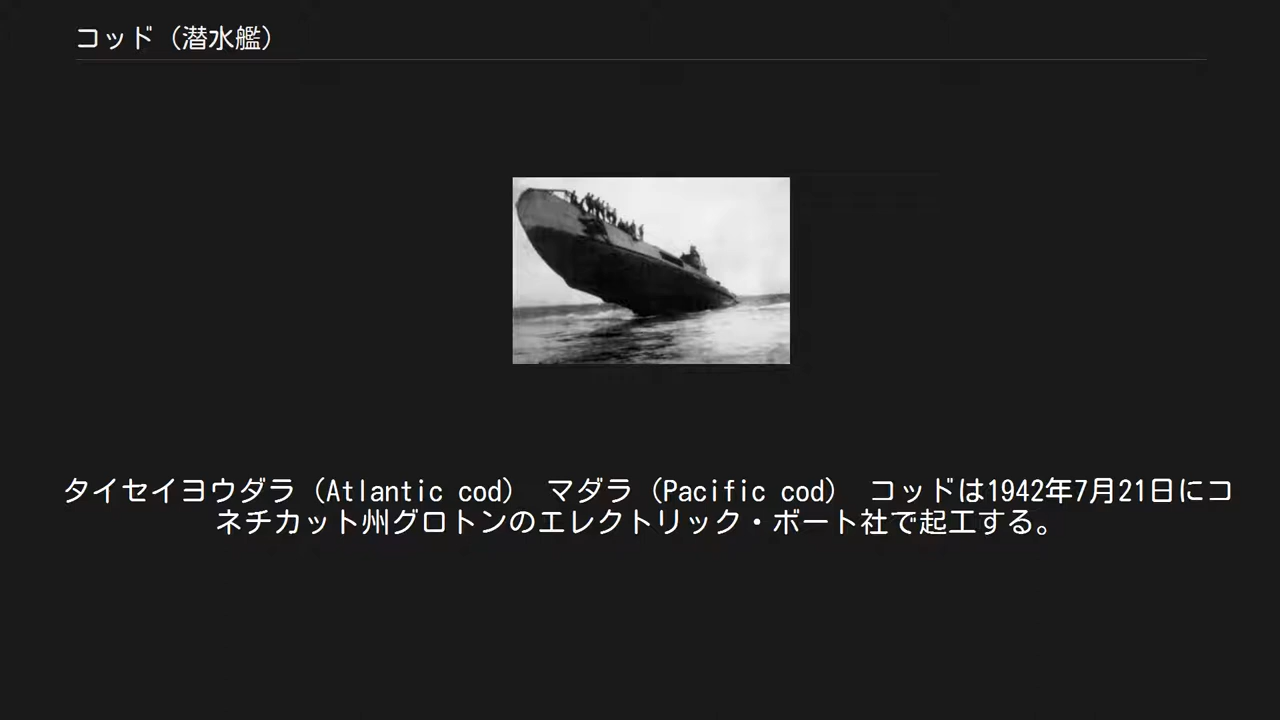 コッド（潜水艦）
タイセイヨウダラ（Atlantic cod）　マダラ（Pacific cod）　コッドは1942年7月21日にコ
ネチカット州グロトンのエレクトリック・ボート社で起工する。